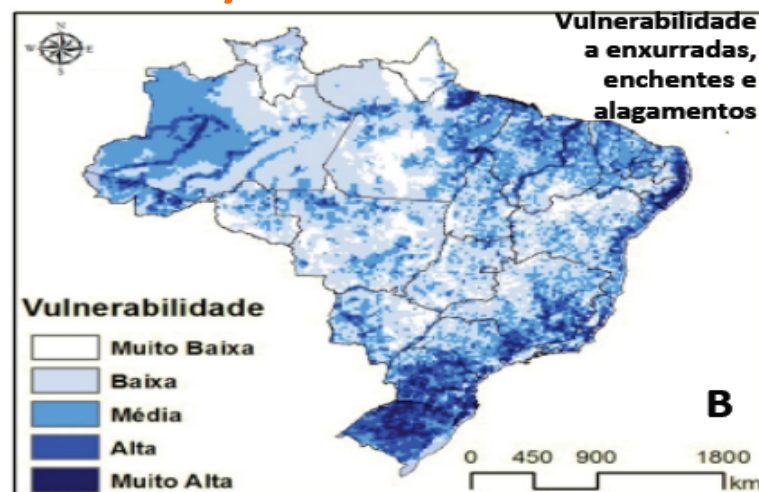 Vulnerabilidade
a enxurradas,
enchentes e
alagamentos
N
W E
S
Vulnerabilidade
Muito Baixa
Baixa
Média
Alta
Muito Alta
B
0 450 900 1800
km